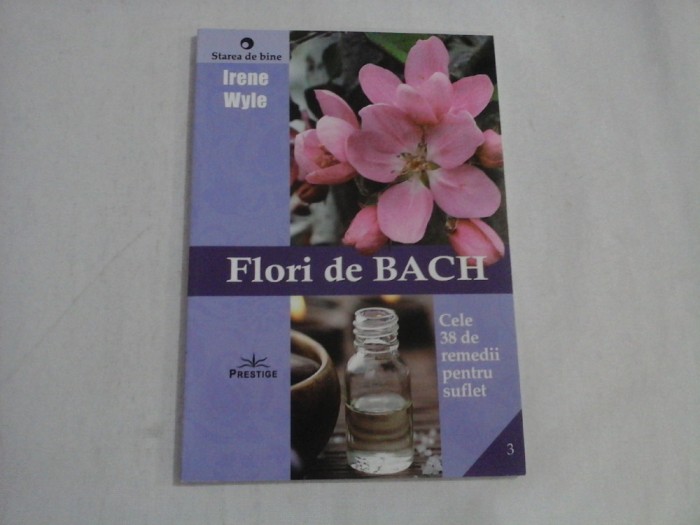 Starea de bine
Irene
Wyle
Flori de BACH
Cele
38 de
remedii
pentru
suflet
PRESTIGE
3